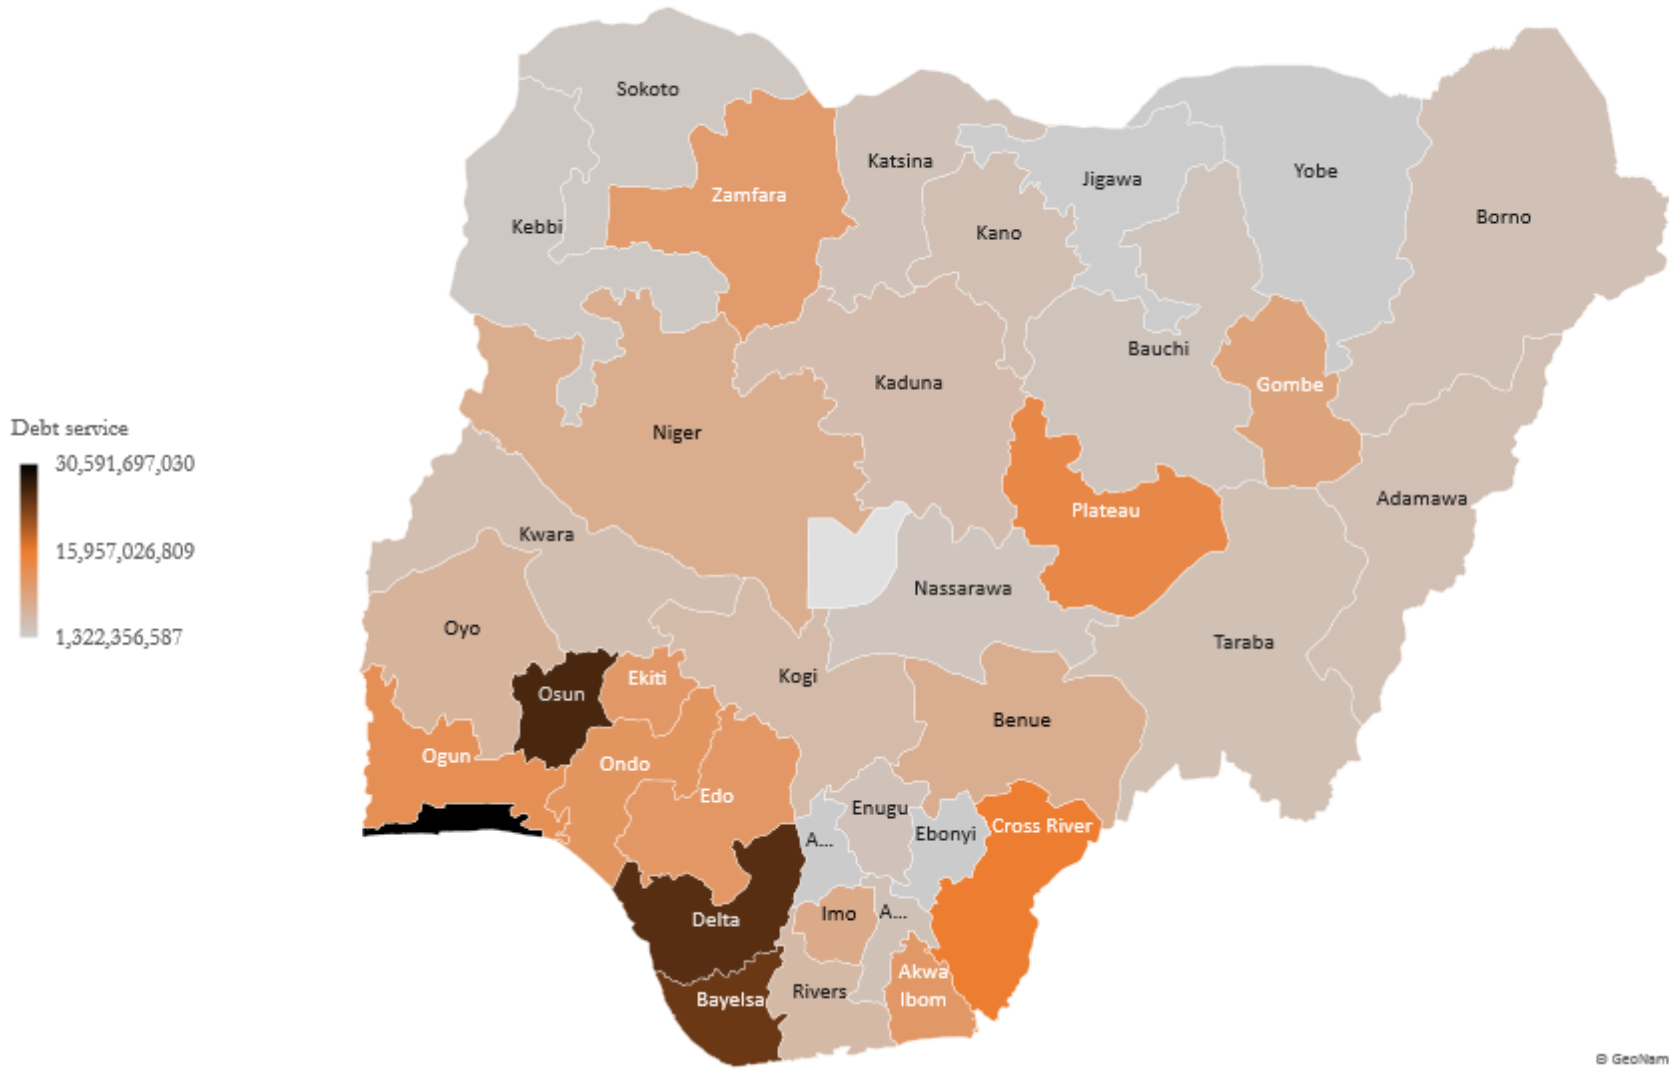 Sokoto
Katsina
Yobe
Jigawa
Zamfara
Borno
Kebbi
Kano
Bauchi
Kaduna
Gombe
Niger
Debt service
30,591,697,030
Adamawa
Plateau
Kwara
15,957,026,809
Nassarawa
Oyo
1,322,356,587
Taraba
Kogi
Ekiti
Osun
Benue
Ogun
Ondo
Edo
Enugu
Cross River
Ebonyi
A...
Imo
A...
Delta
Akwa
Ibom
Rivers
Bayelsa
© GeoNam